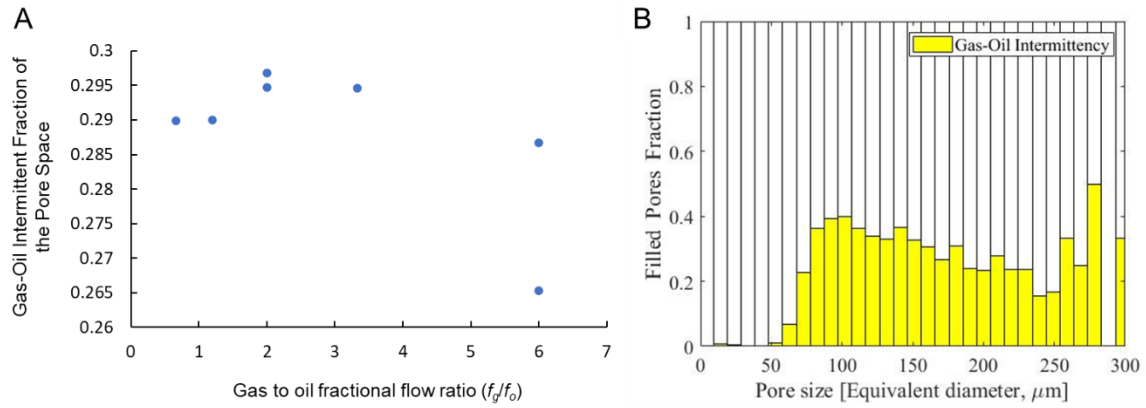 A
Gas-Oil Intermittent Fraction of
the Pore Space
0.3
0.295
0.29
0.285
0.28
0.275
0.27
0.265
0.26
0 1 2 3 4 5 6 7
Gas to oil fractional flow ratio (fg/fo)
B
Gas-Oil Intermittency
Filled Pores Fraction
1
0.8
0.6
0.4
0.2
0
0 50 100 150 200 250 300
Pore size [Equivalent diameter, μm]